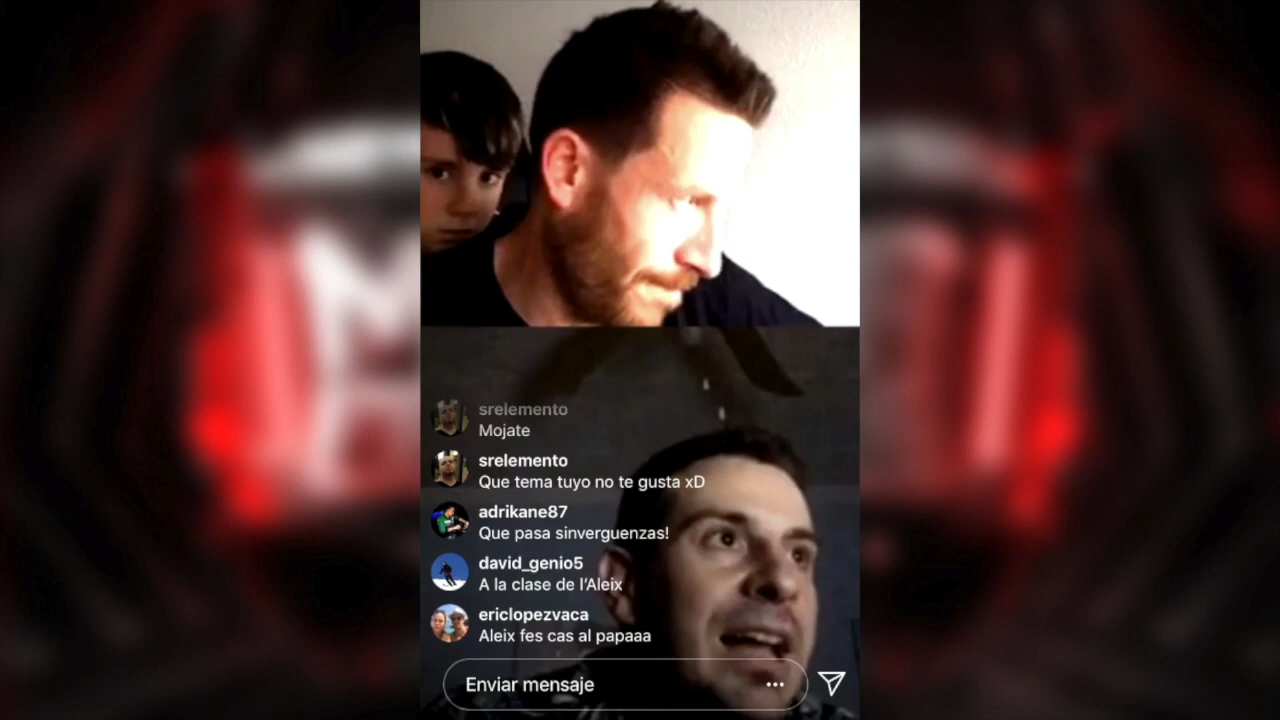 srelemento
Mojate
srelemento
Que tema tuyo no te gusta xD
adrikane87
Que pasa sinverguenzas!
david_genio5
A la clase de l’Aleix
ericlopezvaca
Aleix fes cas al papaaa
Enviar mensaje